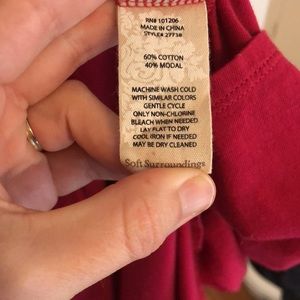 RN# 101206
MADE IN CHINA
STYLE# 27738
60% COTTON
40% MODAL
MACHINE WASH COLD
WITH SIMILAR COLORS
GENTLE CYCLE
ONLY NON-CHLORINE
BLEACH WHEN NEEDED
LAY FLAT TO DRY
COOL IRON IF NEEDED
MAY BE DRY CLEANED
Soft Surroundings